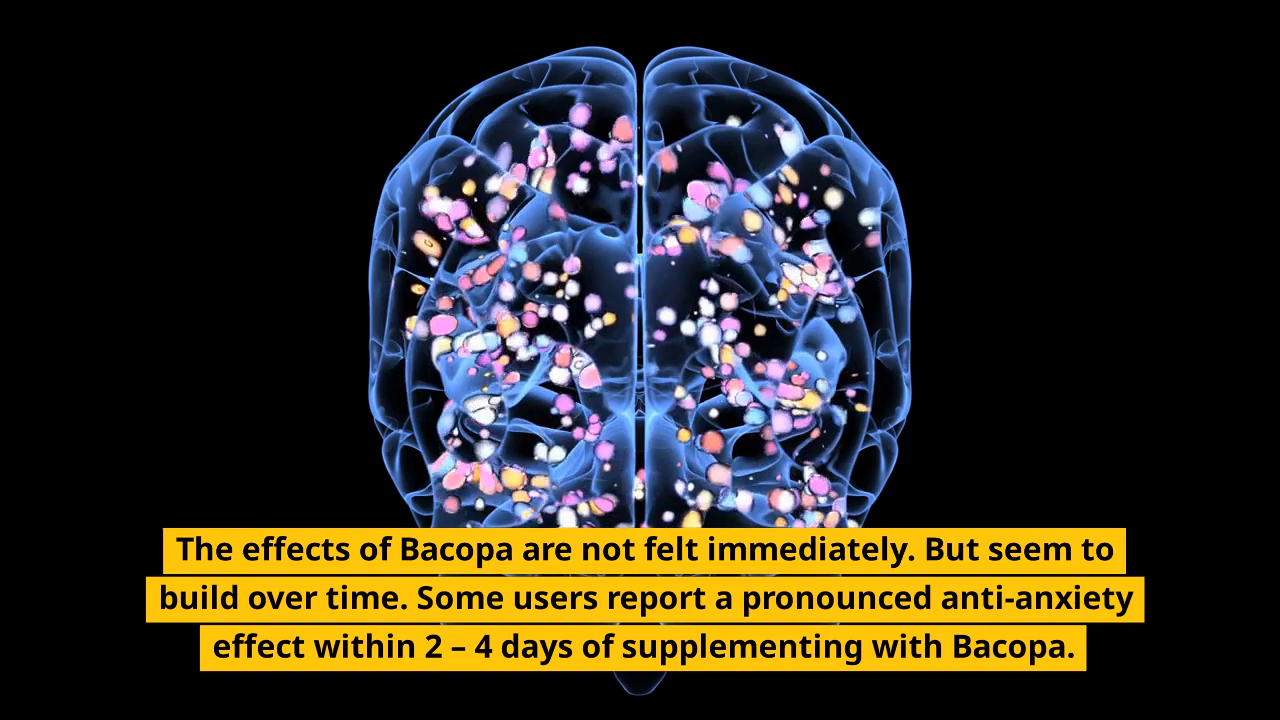 The effects of Bacopa are not felt immediately. But seem to
build over time. Some users report a pronounced anti-anxiety
effect within 2 – 4 days of supplementing with Bacopa.